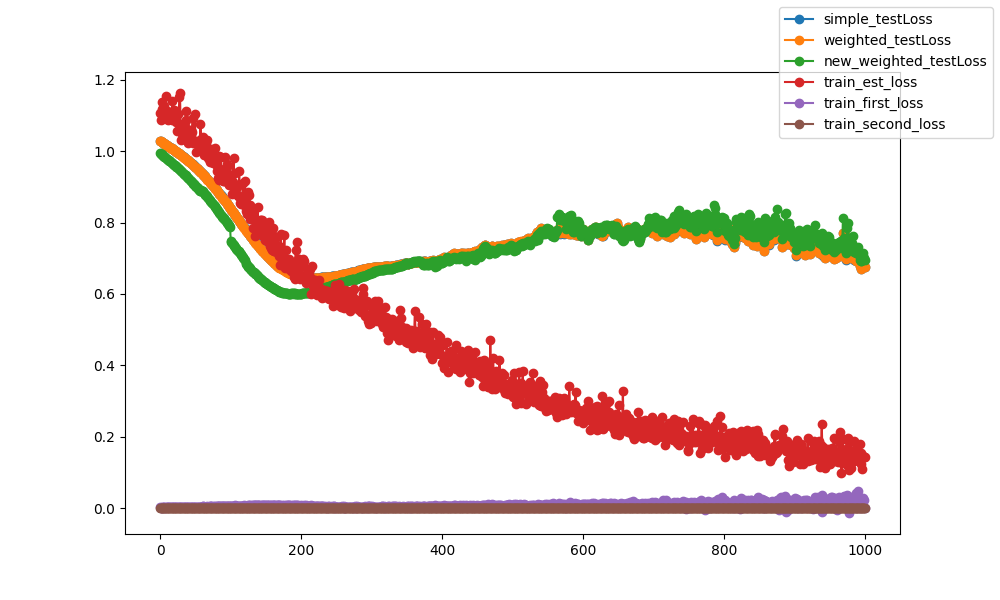 simple_testLoss
weighted_testLoss
new_weighted_testLoss
train_est_loss
train_first_loss
train_second_loss
1.2
1.0
0.8
0.6
0.4
0.2
0.0
0 200 400 600 800 1000